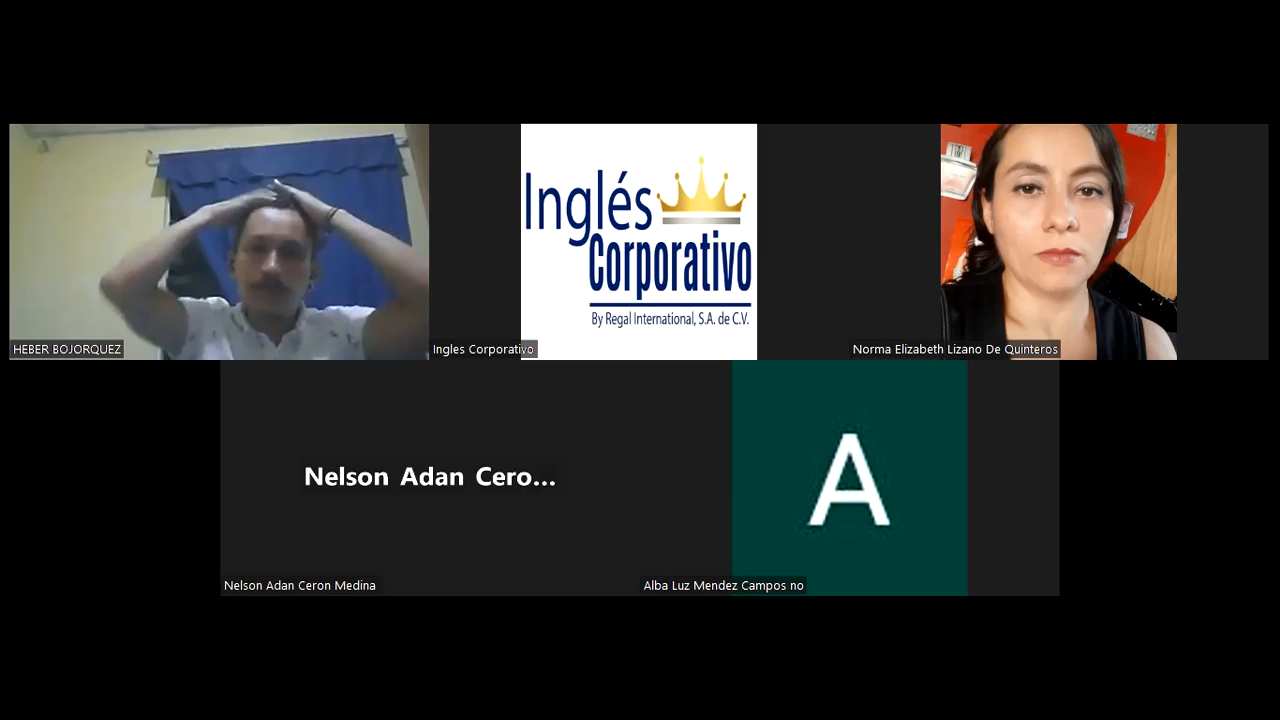 Inglés
Corporativo
By Regal International, S.A. de C.V.
HEBER BOJORQUEZ
Ingles Corporativo
Norma Elizabeth Lizano De Quinteros
Nelson Adan Cero...
A
Nelson Adan Ceron Medina
Alba Luz Mendez Campos no